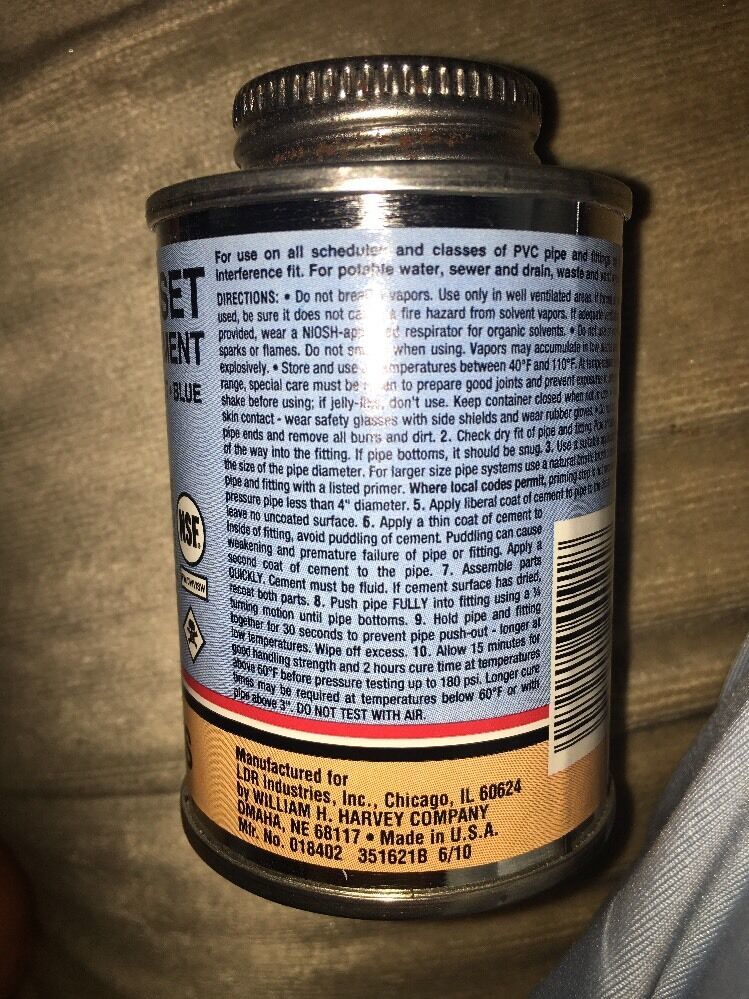 SET
MENT
• BLUE
NSF
For use on all schedules and classes of PVC pipe and fittings
Interference fit. For potable water, sewer and drain, waste and
DIRECTIONS: • Do not vapors. Use only in well ventilated areas. If
used, be sure it does not a fire hazard from solvent vapors. If adequate
provided, wear a NIOSH- respirator for organic solvents. • Do not
sparks or flames. Do not when using. Vapors may accumulate in
explosively. • Store and use temperatures between 40°F and 110°F.
range, special care must be to prepare good joints and prevent
shake before using; if jelly- don't use. Keep container closed when not
skin contact - wear safety glasses with side shields and wear rubber gloves
pipe ends and remove all burrs and dirt. 2. Check dry fit of pipe and fitting.
of the way into the fitting. If pipe bottoms, it should be snug. 3. Use a suitable
the size of the pipe diameter. For larger size pipe systems use a natural
pipe and fitting with a listed primer. Where local codes permit, priming
pressure pipe less than 4" diameter. 5. Apply liberal coat of cement to pipe
leave no uncoated surface. 6. Apply a thin coat of cement to
inside of fitting, avoid puddling of cement. Puddling can cause
weakening and premature failure of pipe or fitting. Apply a
second coat of cement to the pipe. 7. Assemble parts
QUICKLY. Cement must be fluid. If cement surface has dried,
recoat both parts. 8. Push pipe FULLY into fitting using a ¼
turning motion until pipe bottoms. 9. Hold pipe and fitting
together for 30 seconds to prevent pipe push-out - longer at
low temperatures. Wipe off excess. 10. Allow 15 minutes for
good handling strength and 2 hours cure time at temperatures
above 60°F before pressure testing up to 180 psi. Longer cure
times may be required at temperatures below 60°F or with
pipe above 3". DO NOT TEST WITH AIR.
Manufactured for
LDR Industries, Inc., Chicago, IL 60624
by WILLIAM H. HARVEY COMPANY
OMAHA, NE 68117 • Made in U.S.A.
Mfr. No. 018402 351621B 6/10